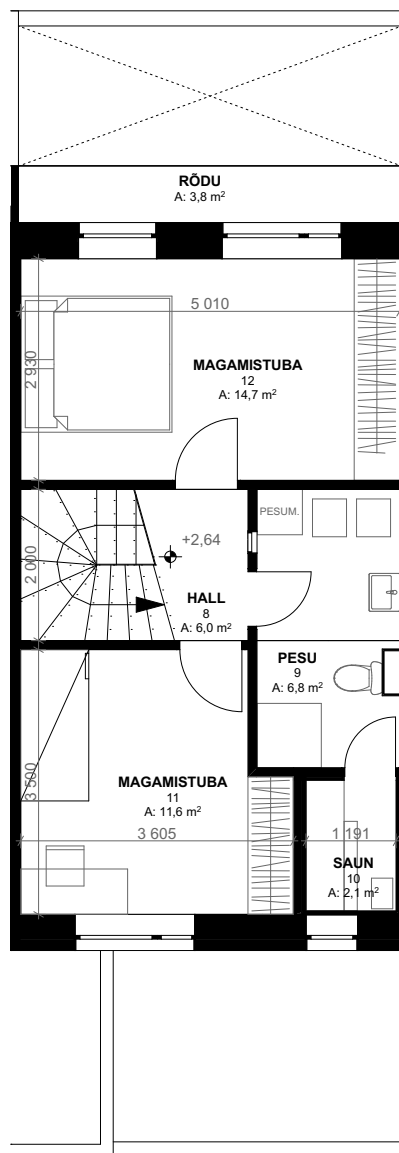 RÕDU
A: 3,8 m²
5 010
2 930
MAGAMISTUBA
12
A: 14,7 m²
PESUM.
+2,64
2 000
HALL
8
A: 6,0 m²
PESU
9
A: 6,8 m²
3 500
MAGAMISTUBA
11
A: 11,6 m²
3 605
1 191
SAUN
10
A: 2,1 m²